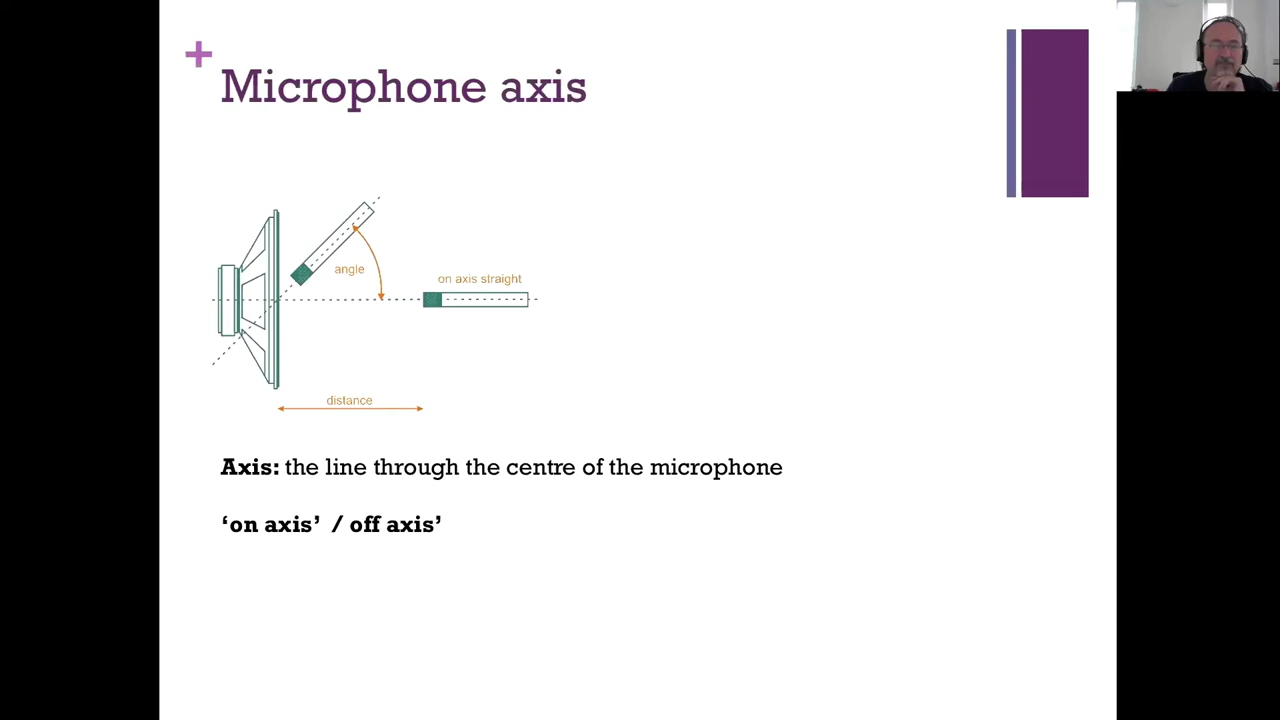 +
Microphone axis
angle
on axis straight
distance
Axis: the line through the centre of the microphone
‘on axis’ / off axis’